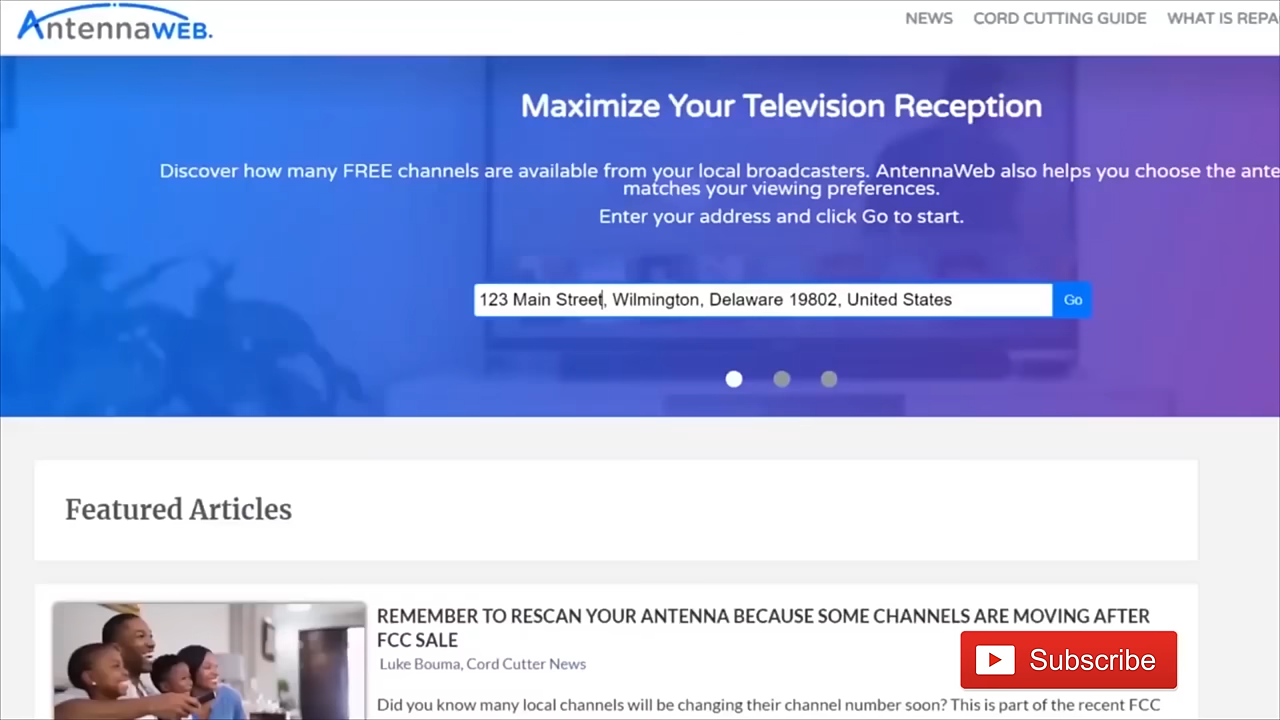 AntennaWEB.
NEWS CORD CUTTING GUIDE WHAT IS REPA
Maximize Your Television Reception
Discover how many FREE channels are available from your local broadcasters. AntennaWeb also helps you choose the ante
matches your viewing preferences.
Enter your address and click Go to start.
123 Main Street, Wilmington, Delaware 19802, United States Go
Featured Articles
REMEMBER TO RESCAN YOUR ANTENNA BECAUSE SOME CHANNELS ARE MOVING AFTER
FCC SALE
Luke Bouma, Cord Cutter News
Subscribe
Did you know many local channels will be changing their channel number soon? This is part of the recent FCC